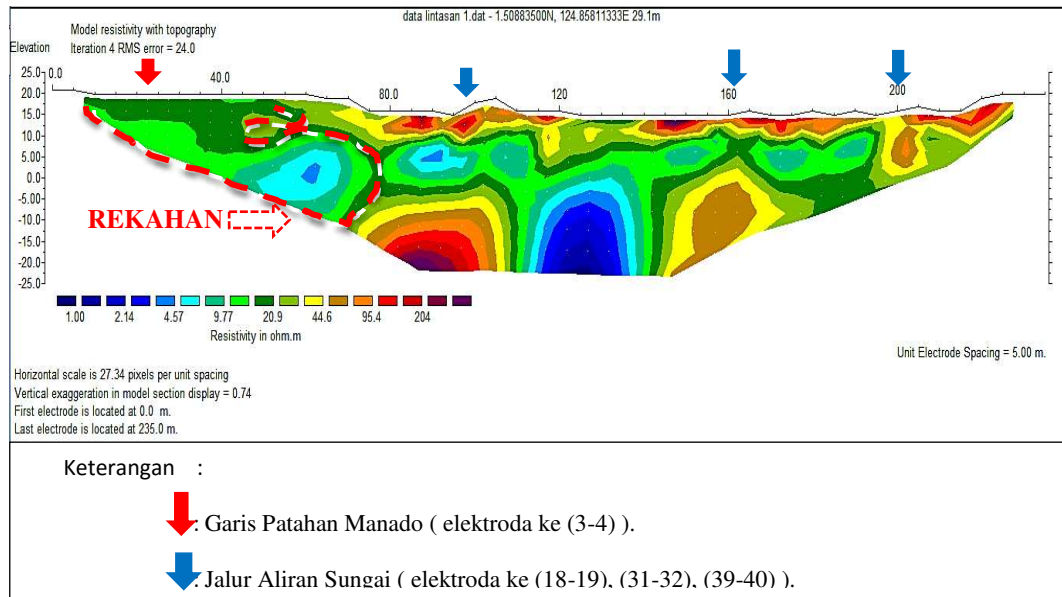 data lintasan 1.dat - 1.50883500N, 124.85811333E 29.1m
Model resistivity with topography
Elevation Iteration 4 RMS error = 24.0
25.0 0.0 40.0 80.00 120 160 200
20.0
15.0
10.0
5.00
0.0
-5.00
-10.0
-15.0
-20.0
-25.0
REKAHAN
1.00 2.14 4.57 9.77 20.9 44.6 95.4 204
Resistivity in ohm.m
Unit Electrode Spacing = 5.00 m.
Horizontal scale is 27.34 pixels per unit spacing
Vertical exaggeration in model section display = 0.74
First electrode is located at 0.0 m.
Last electrode is located at 235.0 m.
Keterangan :
: Garis Patahan Manado ( elektroda ke (3-4) ).
: Jalur Aliran Sungai ( elektroda ke (18-19), (31-32), (39-40) ).